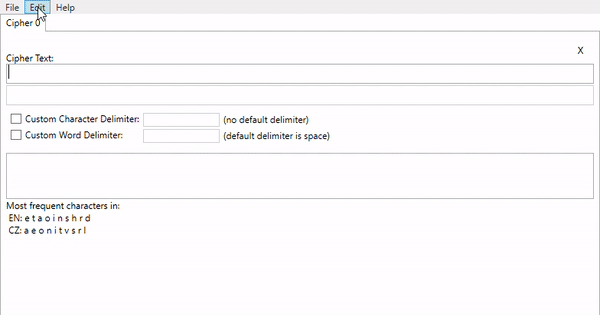 File Edit Help
Cipher 0
X
Cipher Text:
Custom Character Delimiter: (no default delimiter)
Custom Word Delimiter: (default delimiter is space)
Most frequent characters in:
EN: e t a o i n s h r d
CZ: a e o n i t v s r l